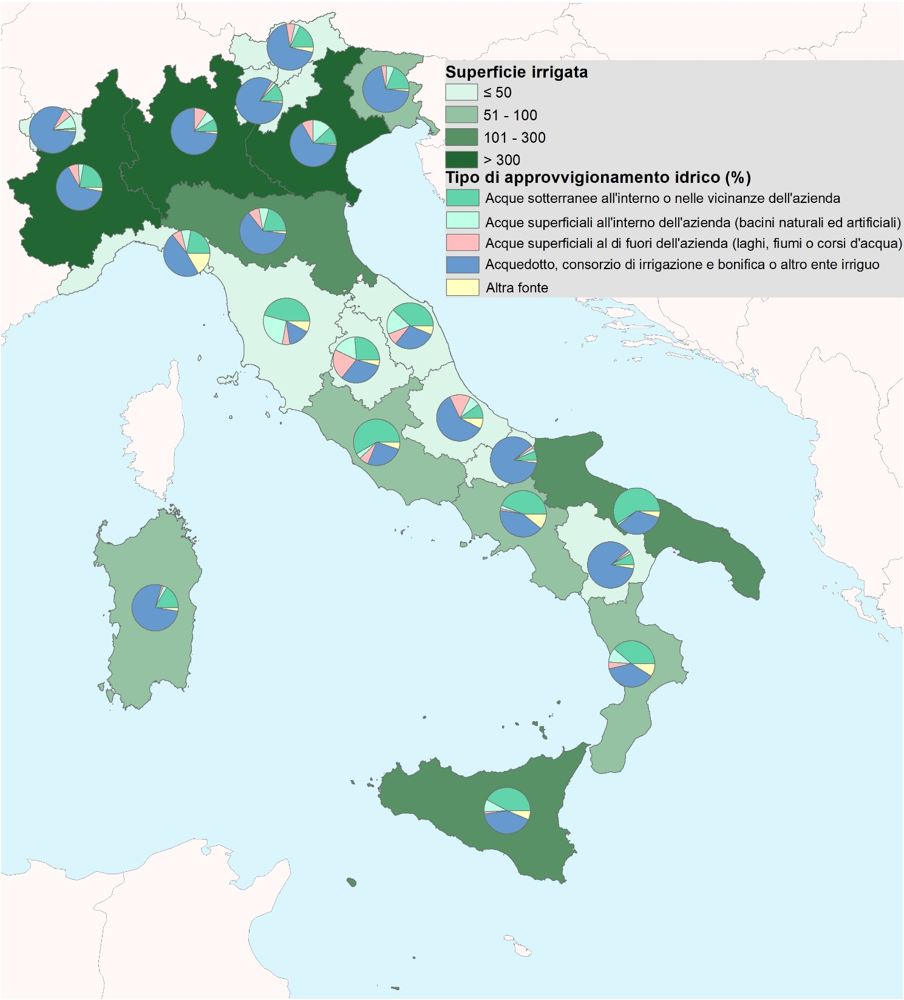 Superficie irrigata
≤ 50
51 - 100
101 - 300
> 300
Tipo di approvvigionamento idrico (%)
Acque sotterranee all'interno o nelle vicinanze dell'azienda
Acque superficiali all'interno dell'azienda (bacini naturali ed artificiali)
Acque superficiali al di fuori dell'azienda (laghi, fiumi o corsi d'acqua)
Acquedotto, consorzio di irrigazione e bonifica o altro ente irriguo
Altra fonte